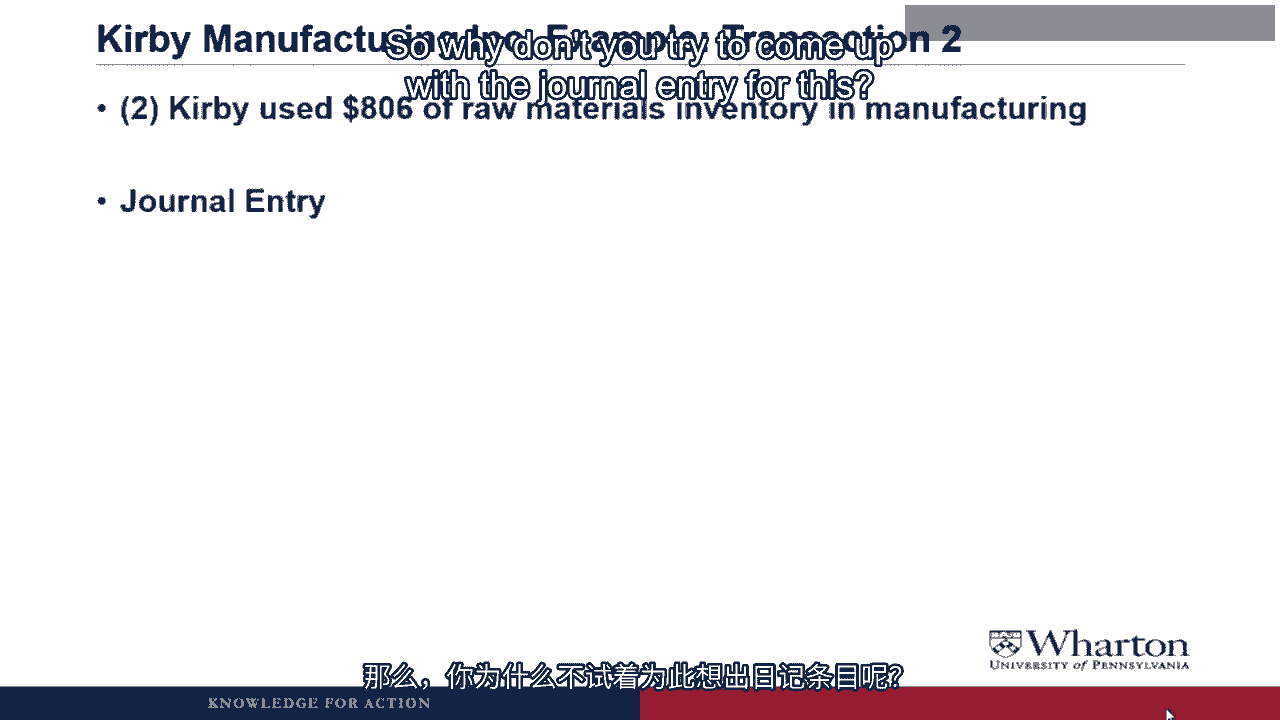 Kirby Manufacturing Inc. Example: Transaction 2
So why don't you try to come up
with the journal entry for this?
• (2) Kirby used $806 of raw materials inventory in manufacturing
• Journal Entry
Wharton
UNIVERSITY of PENNSYLVANIA
那么，你为什么不试着为此想出日记条目呢？
KNOWLEDGE FOR ACTION